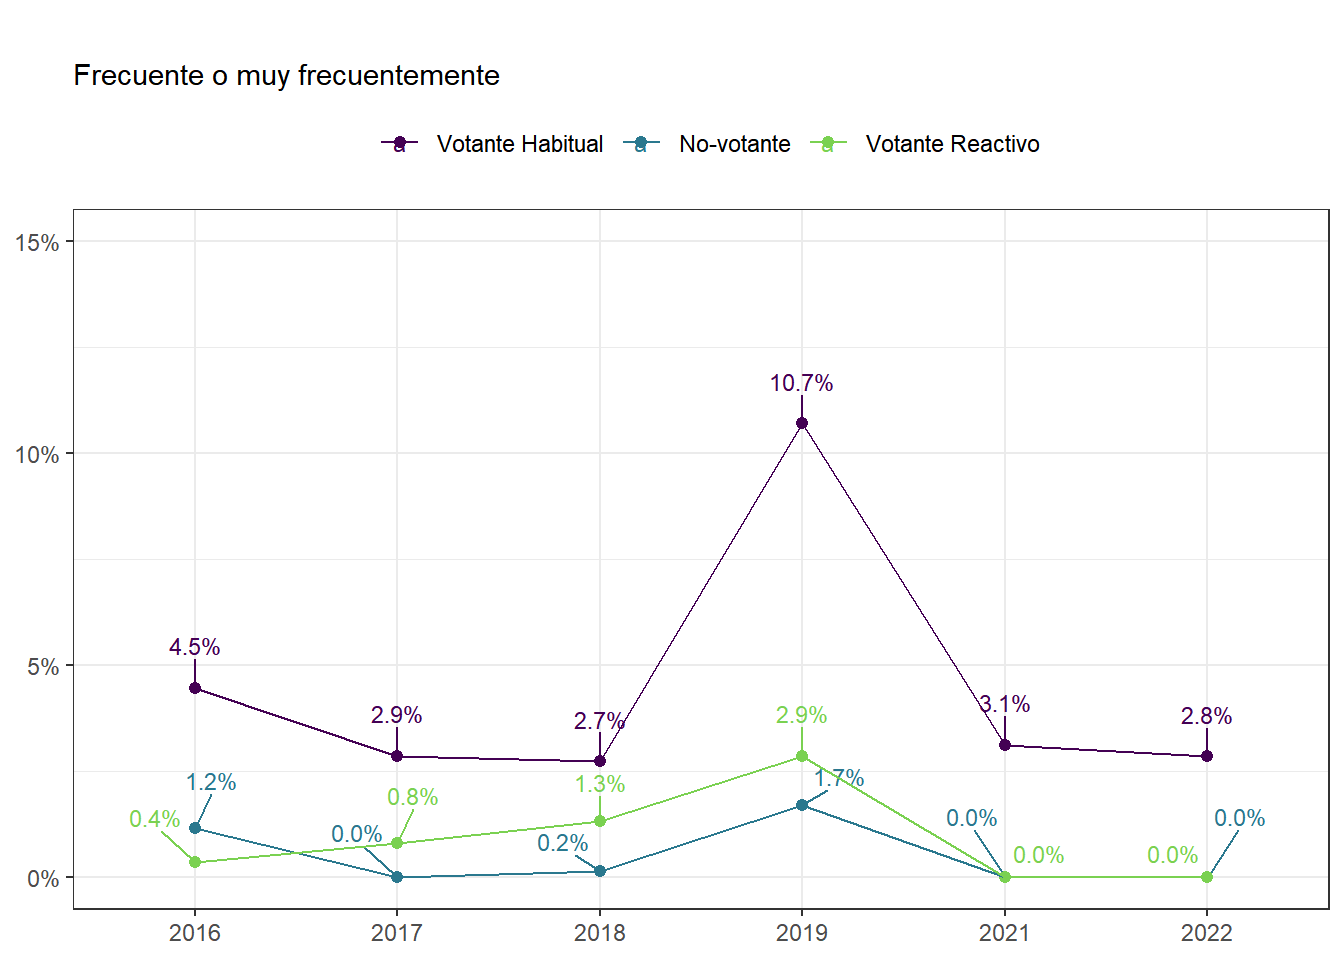 Frecuente o muy frecuentemente
a Votante Habitual a No-votante a Votante Reactivo
15%
10.7%
10%
4.5%
5%
3.1%
2.9% 2.7% 2.9% 2.8%
1.2% 1.7%
0.8% 1.3%
0.4% 0.0% 0.0% 0.0%
0.2% 0.0% 0.0%
0%
2016 2017 2018 2019 2021 2022